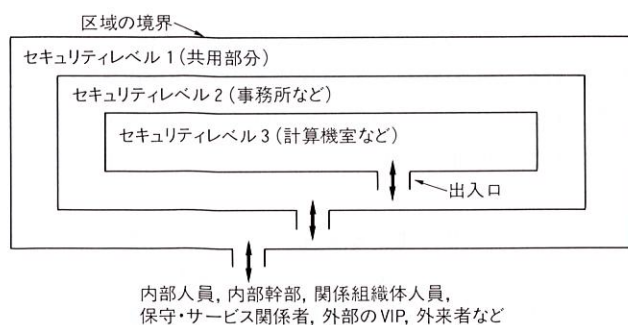 区域の境界
セキュリティレベル 1 (共用部分)
セキュリティレベル 2 (事務所など)
セキュリティレベル 3 (計算機室など)
出入口
内部人員, 内部幹部, 関係組織体人員,
保守・サービス関係者, 外部のVIP, 外来者など